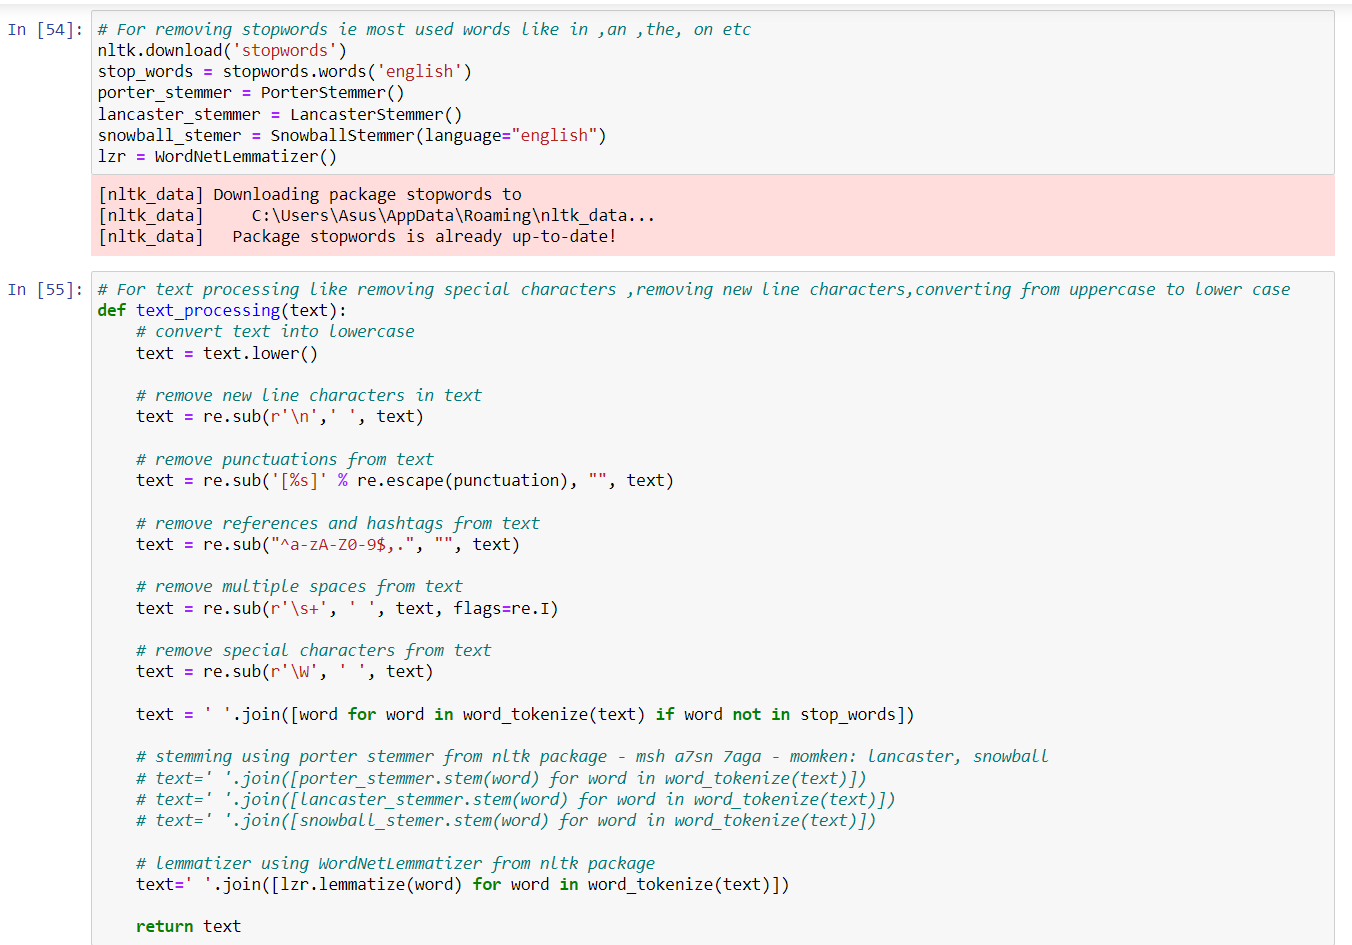 In [54]: # For removing stopwords ie most used words like in ,an ,the, on etc
nltk.download('stopwords')
stop_words = stopwords.words('english')
porter_stemmer = PorterStemmer()
lancaster_stemmer = LancasterStemmer()
snowball_stemer = SnowballStemmer(language="english")
lzr = WordNetLemmatizer()
[nltk_data] Downloading package stopwords to
[nltk_data]     C:\Users\Asus\AppData\Roaming\nltk_data...
[nltk_data]   Package stopwords is already up-to-date!
In [55]: # For text processing like removing special characters ,removing new line characters,converting from uppercase to lower case
def text_processing(text):
    # convert text into lowercase
    text = text.lower()
    # remove new line characters in text
    text = re.sub(r'\n',' ', text)
    # remove punctuations from text
    text = re.sub('[%s]' % re.escape(punctuation), "", text)
    # remove references and hashtags from text
    text = re.sub("^a-zA-Z0-9$,.", "", text)
    # remove multiple spaces from text
    text = re.sub(r'\s+', ' ', text, flags=re.I)
    # remove special characters from text
    text = re.sub(r'\W', ' ', text)
    text = ' '.join([word for word in word_tokenize(text) if word not in stop_words])
    # stemming using porter stemmer from nltk package - msh a7sn 7aga - momken: lancaster, snowball
    # text=' '.join([porter_stemmer.stem(word) for word in word_tokenize(text)])
    # text=' '.join([lancaster_stemmer.stem(word) for word in word_tokenize(text)])
    # text=' '.join([snowball_stemer.stem(word) for word in word_tokenize(text)])
    # lemmatizer using WordNetLemmatizer from nltk package
    text=' '.join([lzr.lemmatize(word) for word in word_tokenize(text)])
    return text